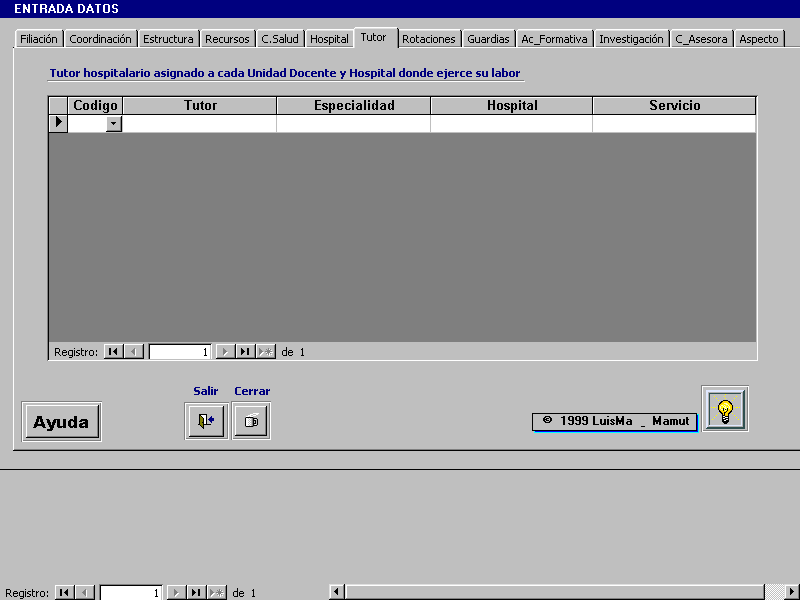 ENTRADA DATOS
Filiación Coordinación Estructura Recursos C.Salud Hospital Tutor Rotaciones Guardias Ac_Formativa Investigación C_Asesora Aspecto
Tutor hospitalario asignado a cada Unidad Docente y Hospital donde ejerce su labor
Codigo Tutor Especialidad Hospital Servicio
Registro: 1 de 1
Salir Cerrar
Ayuda
© 1999 LuisMa _ Mamut
Registro: 1 de 1